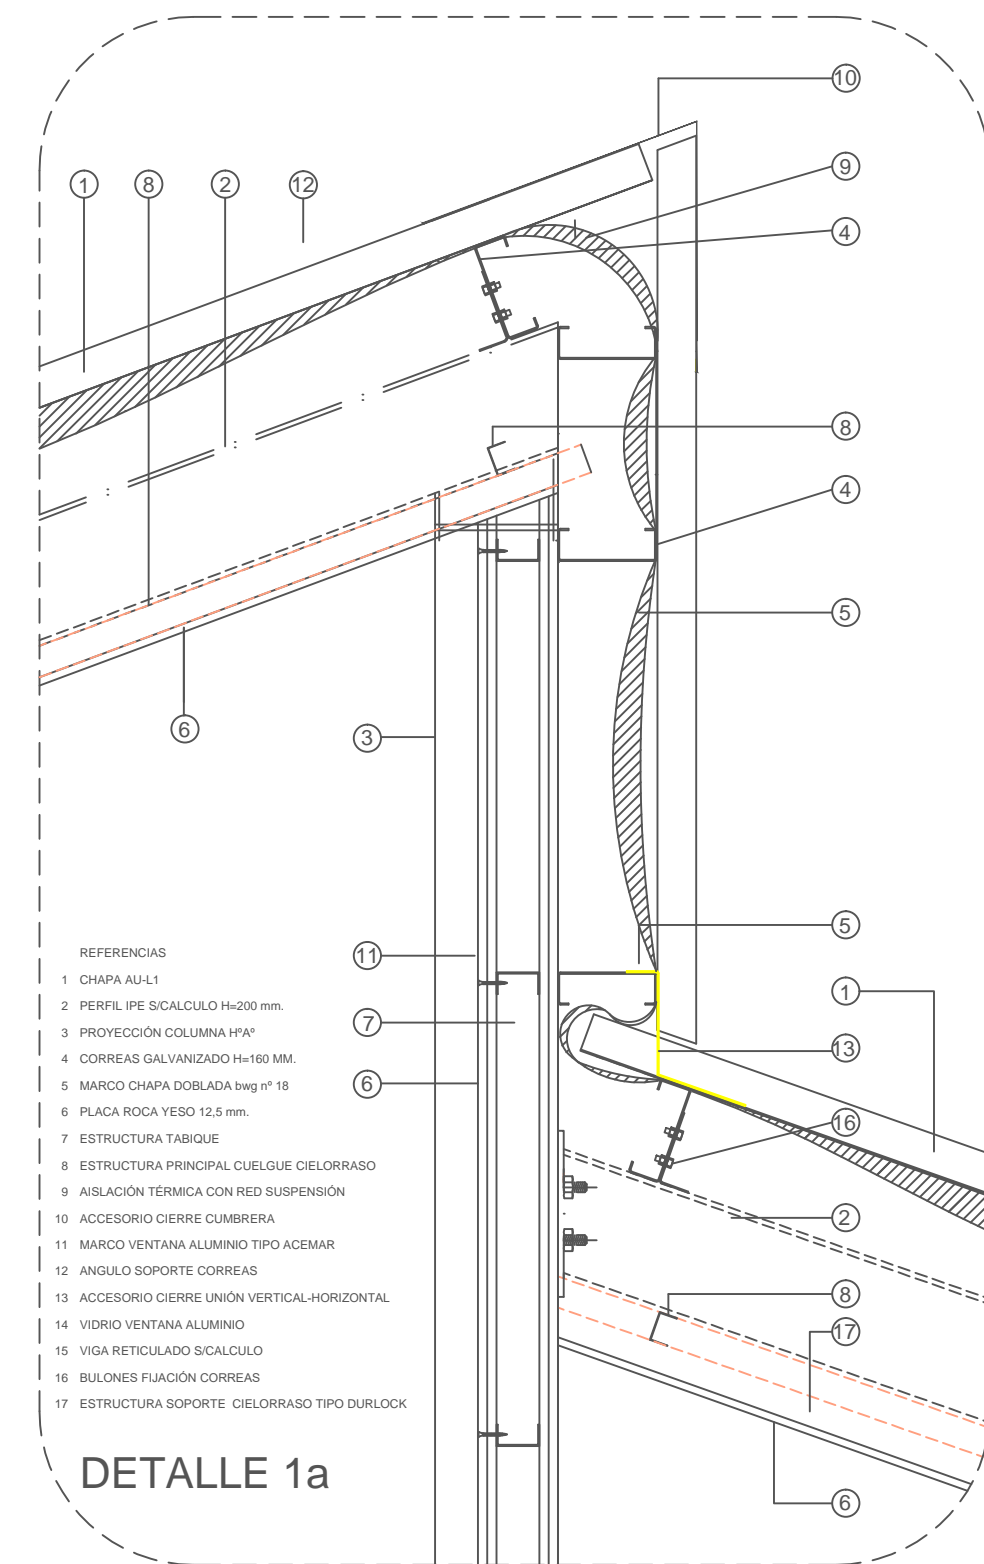 10
9
1
8
2
12
4
8
4
5
6
3
5
11
1
7
13
6
16
2
8
17
6
REFERENCIAS
1 CHAPA AU-L1
2 PERFIL IPE S/CALCULO H=200 mm.
3 PROYECCIÓN COLUMNA HºAº
4 CORREAS GALVANIZADO H=160 MM.
5 MARCO CHAPA DOBLADA bwg nº 18
6 PLACA ROCA YESO 12,5 mm.
7 ESTRUCTURA TABIQUE
8 ESTRUCTURA PRINCIPAL CUELGUE CIELORRASO
9 AISLACIÓN TÉRMICA CON RED SUSPENSIÓN
10 ACCESORIO CIERRE CUMBRERA
11 MARCO VENTANA ALUMINIO TIPO ACEMAR
12 ANGULO SOPORTE CORREAS
13 ACCESORIO CIERRE UNIÓN VERTICAL-HORIZONTAL
14 VIDRIO VENTANA ALUMINIO
15 VIGA RETICULADO S/CALCULO
16 BULONES FIJACIÓN CORREAS
17 ESTRUCTURA SOPORTE CIELORRASO TIPO DURLOCK
DETALLE 1a